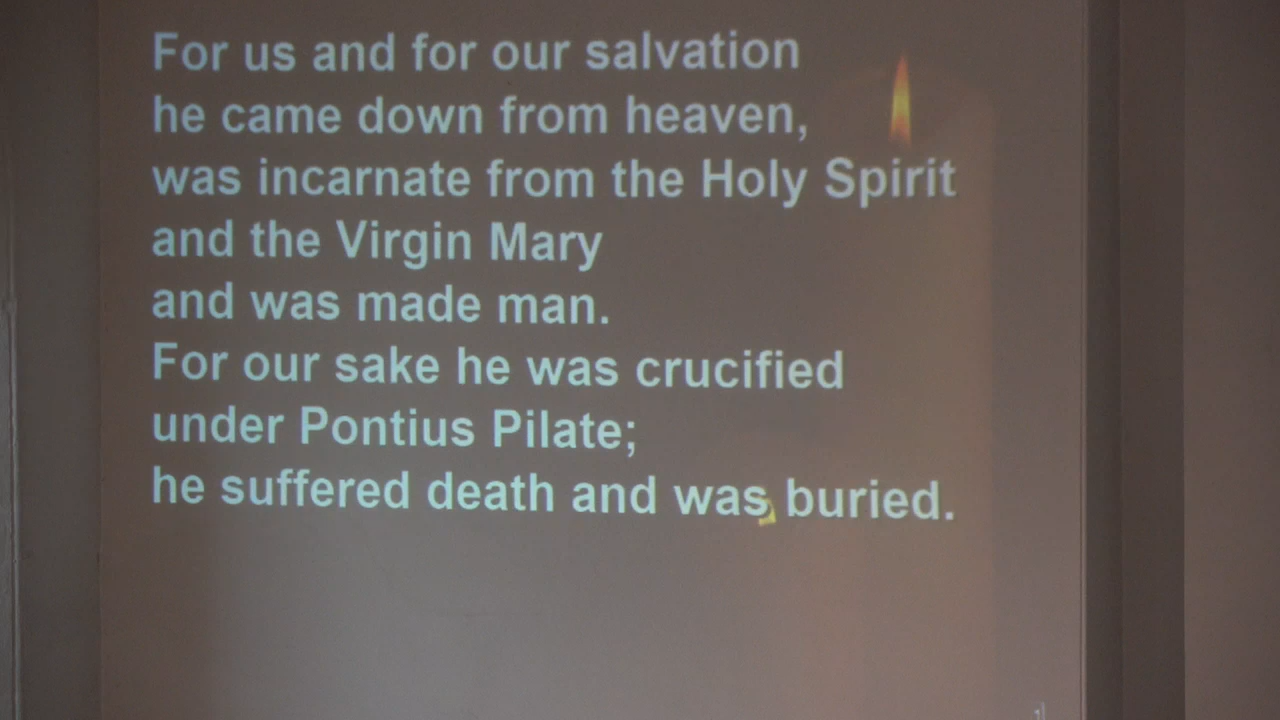 For us and for our salvation
he came down from heaven,
was incarnate from the Holy Spirit
and the Virgin Mary
and was made man.
For our sake he was crucified
under Pontius Pilate;
he suffered death and was buried.